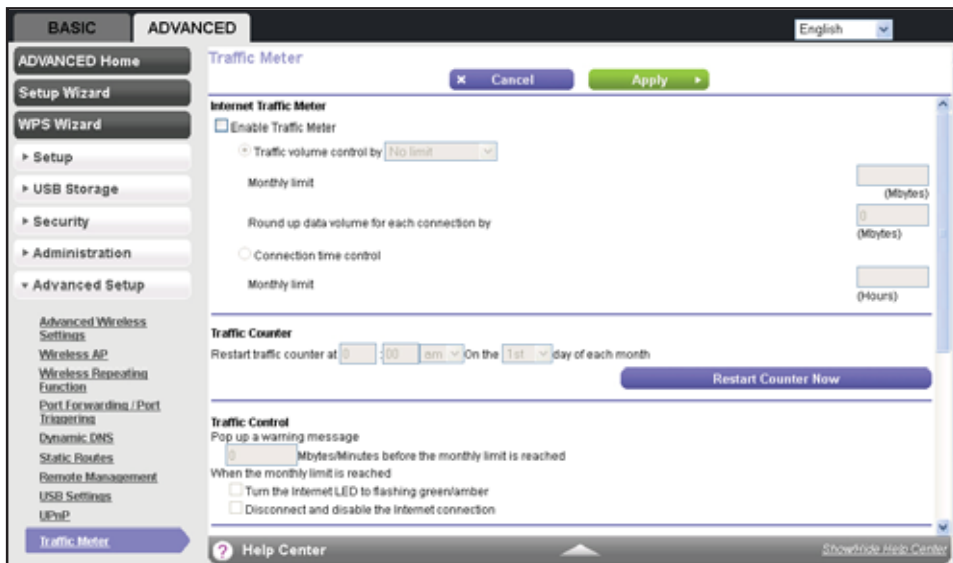 BASIC
ADVANCED
English
ADVANCED Home
Setup Wizard
WPS Wizard
Setup
USB Storage
Security
Administration
Advanced Setup
Advanced Wireless
Settings
Wireless AP
Wireless Repeating
Function
Port Forwarding / Port
Triggering
Dynamic DNS
Static Routes
Remote Management
USB Settings
UPnP
Traffic Meter
Traffic Meter
Cancel
Apply
Internet Traffic Meter
Enable Traffic Meter
Traffic volume control by No limit
Monthly limit
(Mbytes)
Round up data volume for each connection by
0
(Mbytes)
Connection time control
Monthly limit
(Hours)
Traffic Counter
Restart traffic counter at 0 :00 am On the 1st day of each month
Restart Counter Now
Traffic Control
Pop up a warning message
0 Mbytes/Minutes before the monthly limit is reached
When the monthly limit is reached
Turn the Internet LED to flashing green/amber
Disconnect and disable the Internet connection
? Help Center
Show/Hide Help Center